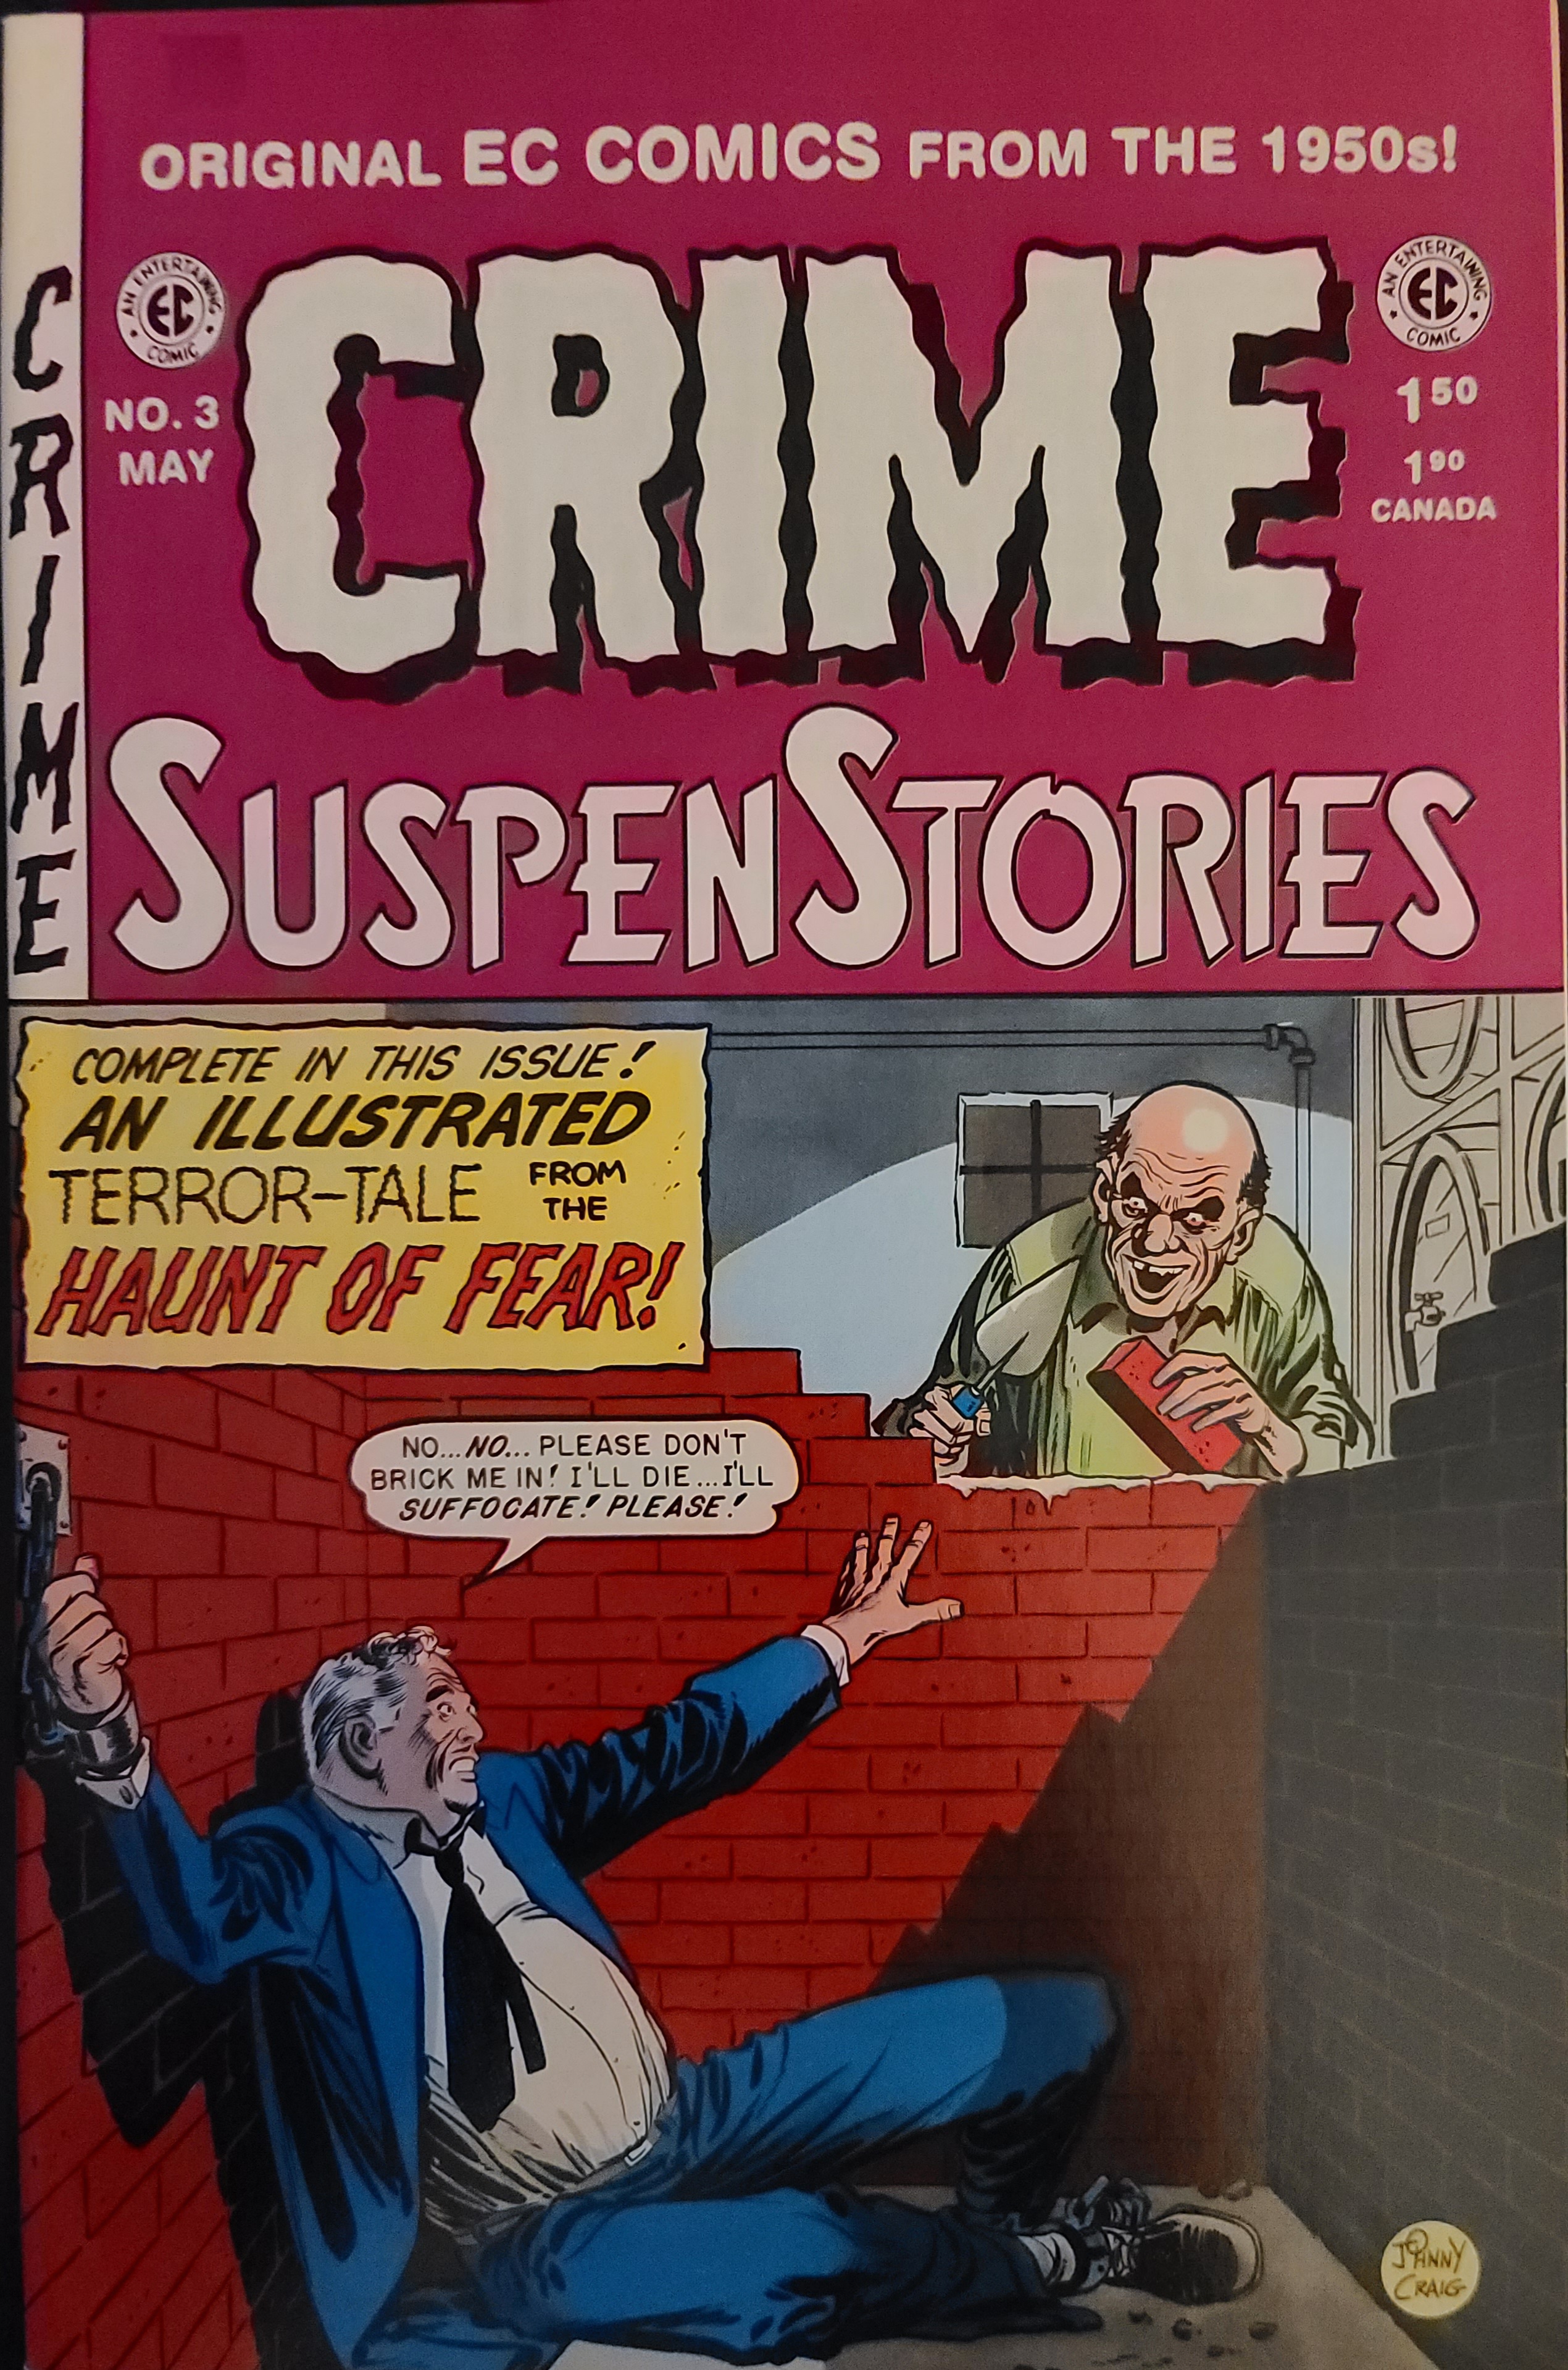 ORIGINAL EC COMICS FROM THE 1950s!
CRIME
AN ENTERTAINING
EC
COMIC
NO. 3
MAY
CRIME
SUSPENSTORIES
AN ENTERTAINING
EC
COMIC
1 50
1 90
CANADA
COMPLETE IN THIS ISSUE!
AN ILLUSTRATED
TERROR-TALE FROM
THE
HAUNT OF FEAR!
NO...NO... PLEASE DON'T
BRICK ME IN! I'LL DIE...I'LL
SUFFOCATE! PLEASE!
JOHNNY
CRAIG